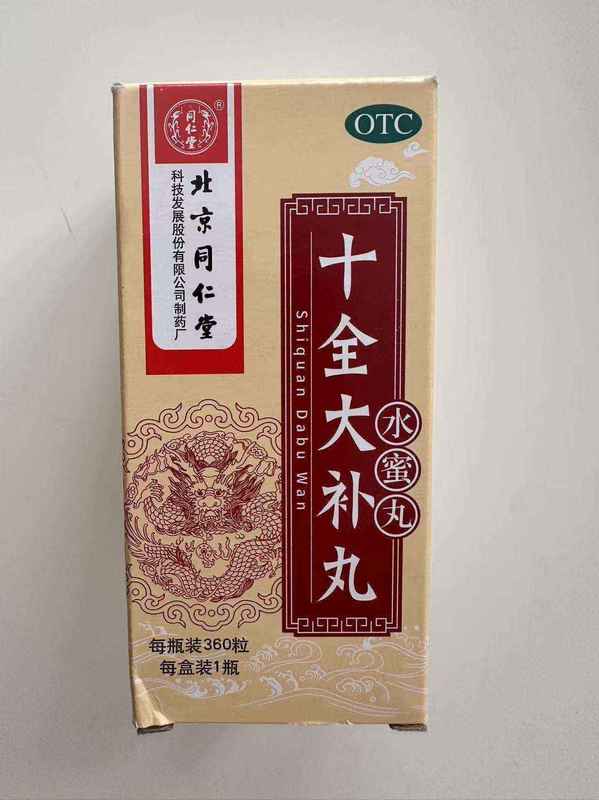 同仁堂
®
北京同仁堂
科技发展股份有限公司制药厂
OTC
十全大补丸
Shiquan Dabu Wan
水蜜丸
每瓶装360粒
每盒装1瓶